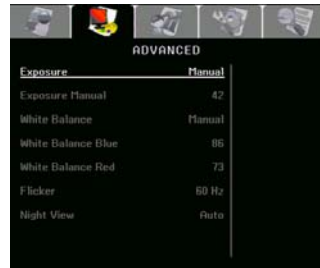 ADVANCED
Exposure Manual
Exposure Manual 42
White Balance Manual
White Balance Blue 86
White Balance Red 73
Flicker 60 Hz
Night View Auto